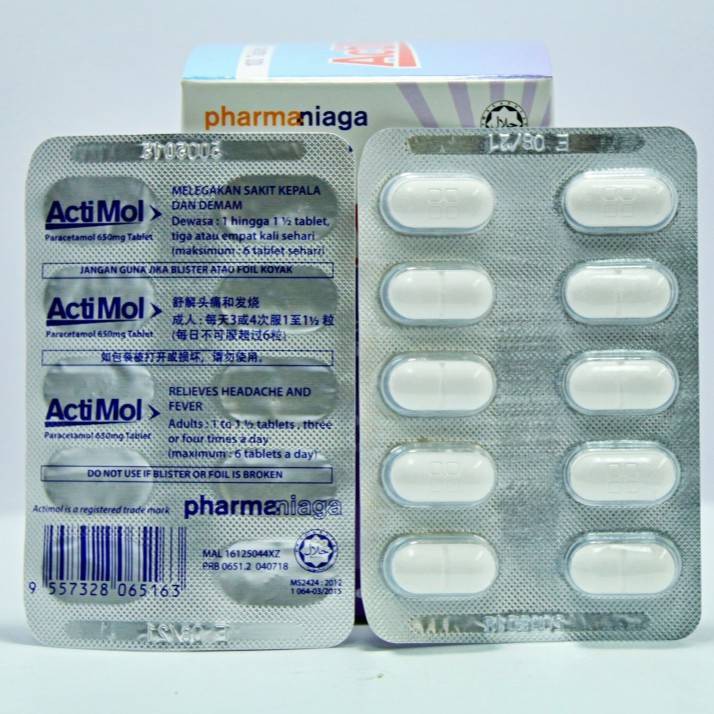 pharmaniaga
ActiMol
Paracetamol 650mg Tablet
MELEGAKAN SAKIT KEPALA
DAN DEMAM
Dewasa : 1 hingga 1 ½ tablet,
tiga atau empat kali sehari
(maksimum : 6 tablet sehari)
JANGAN GUNA JIKA BLISTER ATAU FOIL KOYAK
ActiMol
Paracetamol 650mg Tablet
舒解头痛和发烧
成人 : 每天3或4次服1至1½ 粒
(每日不可服超过6粒)
如包装被打开或损坏，请勿使用。
ActiMol
Paracetamol 650mg Tablet
RELIEVES HEADACHE AND
FEVER
Adults : 1 to 1 ½ tablets , three
or four times a day
(maximum : 6 tablets a day)
DO NOT USE IF BLISTER OR FOIL IS BROKEN
Actimol is a registered trade mark
pharmaniaga
MAL 16125044XZ
PRB 0651.2 040718
MS2424 : 2012
1 064-03/2015
9 557328 065163
E 08/21